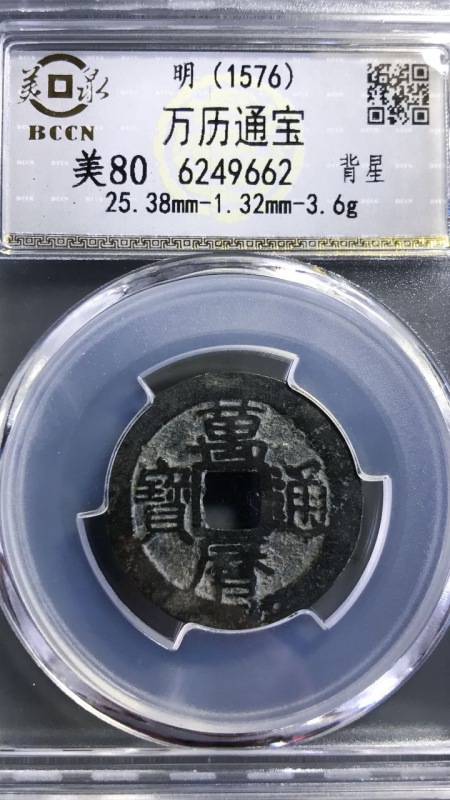 美泉
BCCN
明（1576）
万历通宝
美80 6249662 背星
25.38mm-1.32mm-3.6g
萬曆通寶